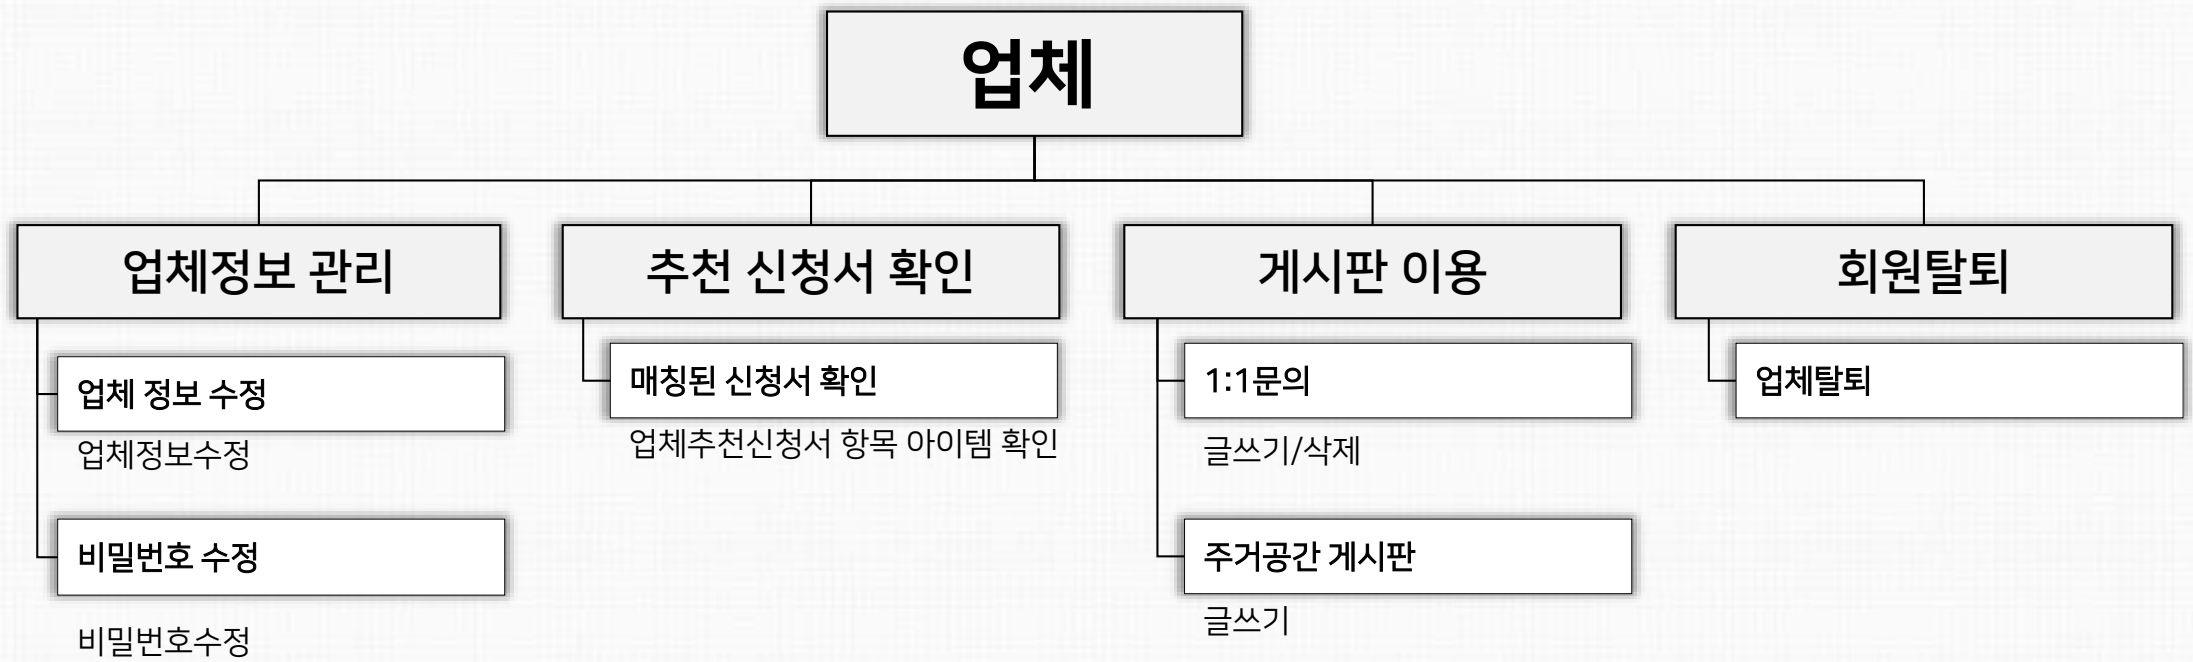 업체
업체정보 관리
업체 정보 수정
업체정보수정
비밀번호 수정
비밀번호수정
추천 신청서 확인
매칭된 신청서 확인
업체추천신청서 항목 아이템 확인
게시판 이용
1:1문의
글쓰기/삭제
주거공간 게시판
글쓰기
회원탈퇴
업체탈퇴